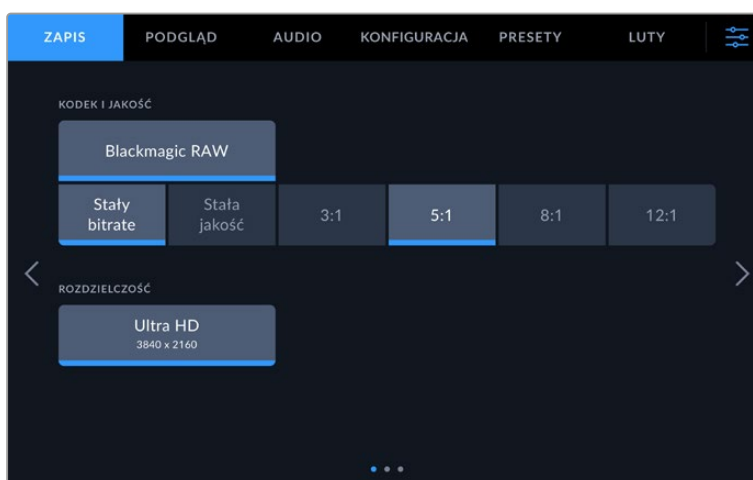 ZAPIS PODGLĄD AUDIO KONFIGURACJA PRESETY LUTY
KODEK I JAKOŚĆ
Blackmagic RAW
Stały bitrate Stała jakość 3:1 5:1 8:1 12:1
ROZDZIELCZOŚĆ
Ultra HD
3840 x 2160